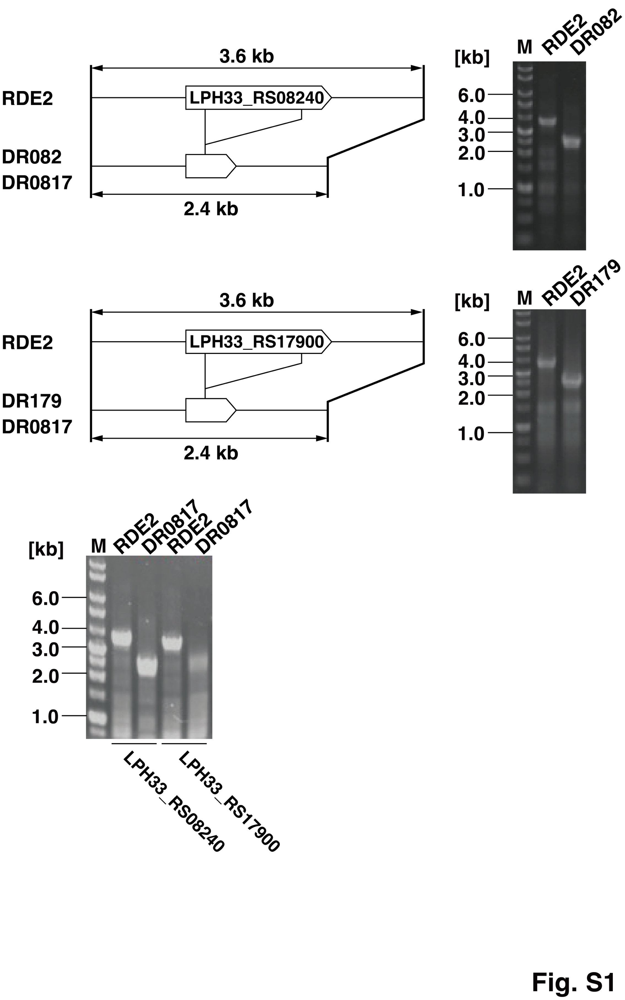 3.6 kb
RDE2
LPH33_RS08240
DR082
DR0817
2.4 kb
[kb]
M
RDE2
DR082
6.0
4.0
3.0
2.0
1.0
3.6 kb
RDE2
LPH33_RS17900
DR179
DR0817
2.4 kb
[kb]
M
RDE2
DR179
6.0
4.0
3.0
2.0
1.0
[kb]
M
RDE2
DR0817
RDE2
DR0817
6.0
4.0
3.0
2.0
1.0
LPH33_RS08240
LPH33_RS17900
Fig. S1